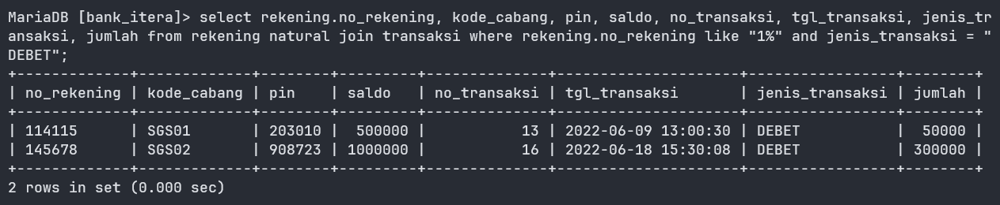 MariaDB [bank_itera]> select rekening.no_rekening, kode_cabang, pin, saldo, no_transaksi, tgl_transaksi, jenis_tr
ansaksi, jumlah from rekening natural join transaksi where rekening.no_rekening like "1%" and jenis_transaksi = "
DEBET";
+-------------+-------------+--------+---------+--------------+---------------------+-----------------+--------+
| no_rekening | kode_cabang | pin    | saldo   | no_transaksi | tgl_transaksi       | jenis_transaksi | jumlah |
+-------------+-------------+--------+---------+--------------+---------------------+-----------------+--------+
| 114115      | SGS01       | 203010 |  500000 |           13 | 2022-06-09 13:00:30 | DEBET           |  50000 |
| 145678      | SGS02       | 908723 | 1000000 |           16 | 2022-06-18 15:30:08 | DEBET           | 300000 |
+-------------+-------------+--------+---------+--------------+---------------------+-----------------+--------+
2 rows in set (0.000 sec)